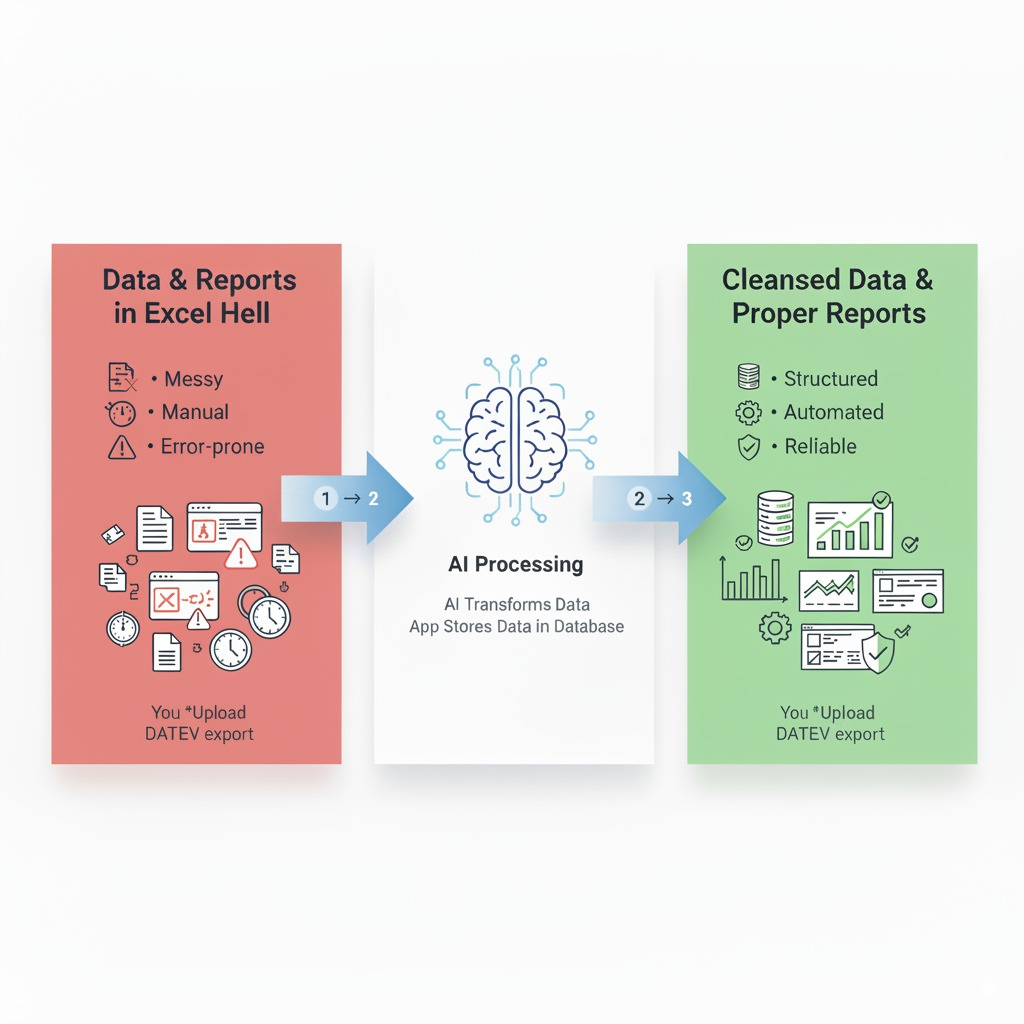 Data & Reports
in Excel Hell
• Messy
• Manual
• Error-prone
1 → 2
You *Upload
DATEV export
AI Processing
AI Transforms Data
App Stores Data in Database
2 → 3
Cleansed Data &
Proper Reports
• Structured
• Automated
• Reliable
You *Upload
DATEV export